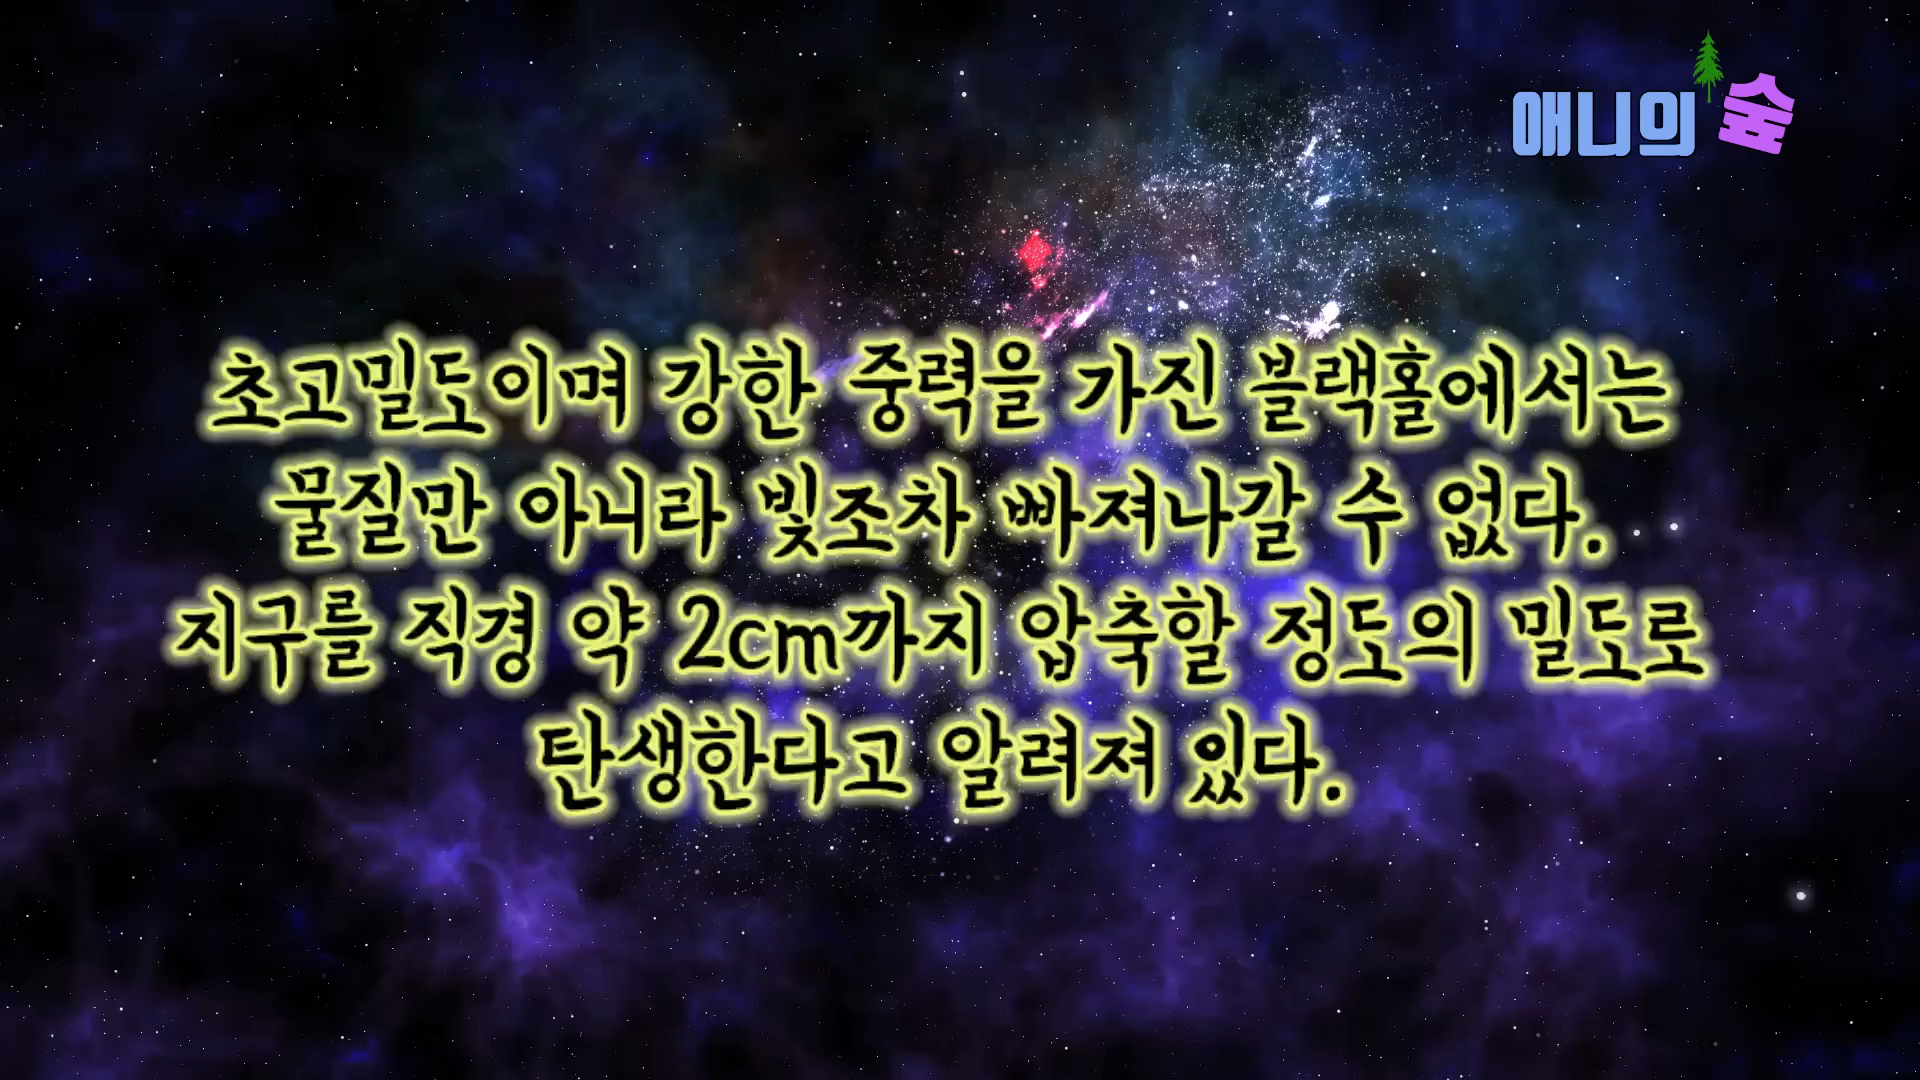 애니의 숲
초고밀도이며 강한 중력을 가진 블랙홀에서는
물질만 아니라 빛조차 빠져나갈 수 없다.
지구를 직경 약 2cm까지 압축할 정도의 밀도로
탄생한다고 알려져 있다.